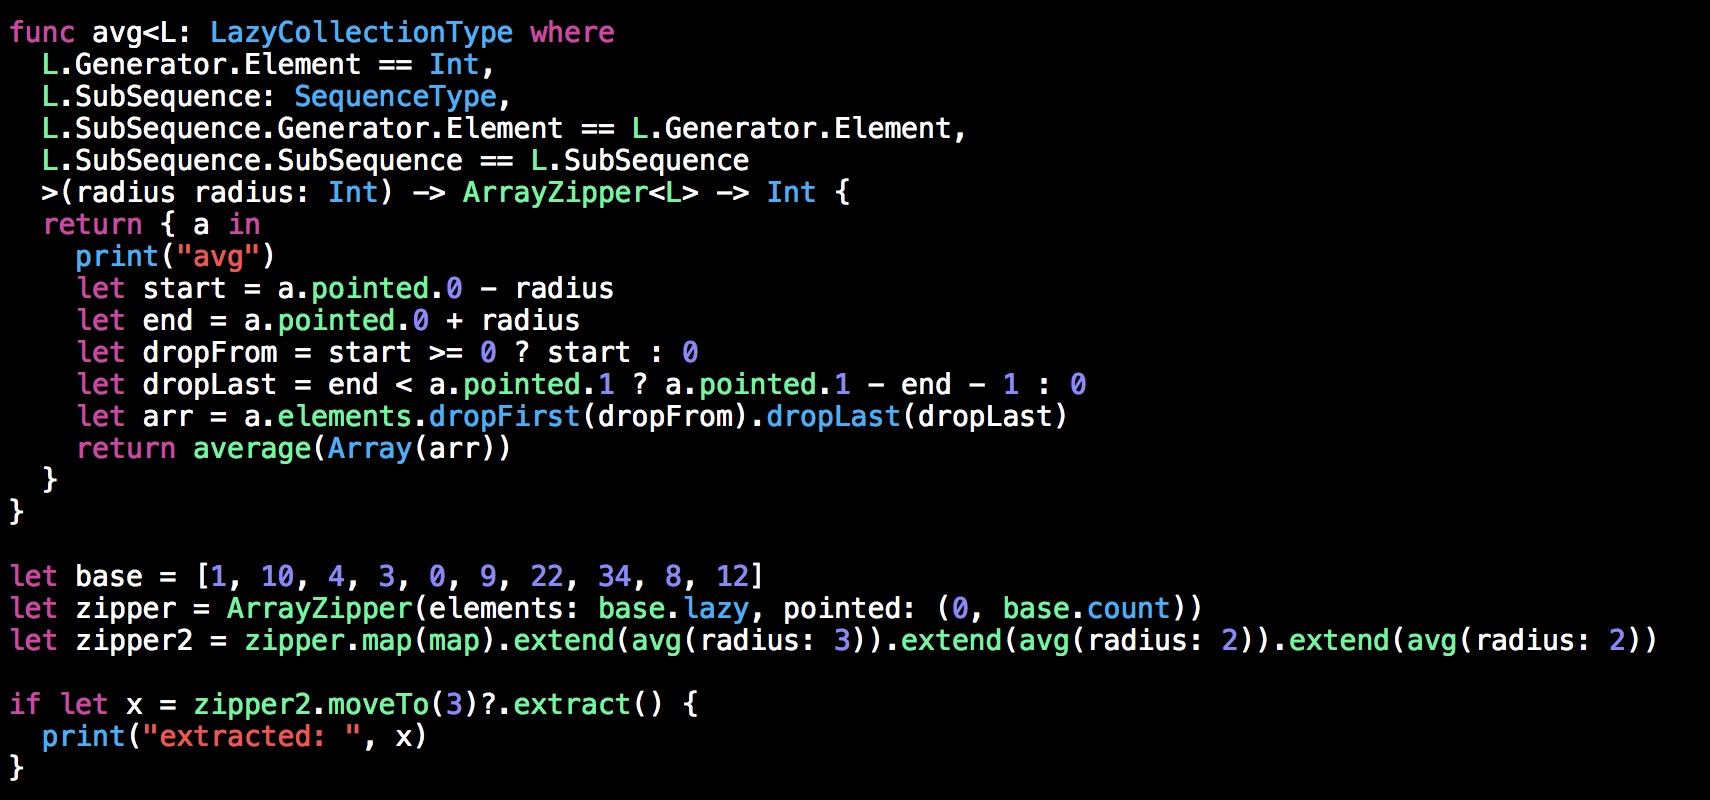 func avg<L: LazyCollectionType where
  L.Generator.Element == Int,
  L.SubSequence: SequenceType,
  L.SubSequence.Generator.Element == L.Generator.Element,
  L.SubSequence.SubSequence == L.SubSequence
  >(radius radius: Int) -> ArrayZipper<L> -> Int {
  return { a in
    print("avg")
    let start = a.pointed.0 - radius
    let end = a.pointed.0 + radius
    let dropFrom = start >= 0 ? start : 0
    let dropLast = end < a.pointed.1 ? a.pointed.1 - end - 1 : 0
    let arr = a.elements.dropFirst(dropFrom).dropLast(dropLast)
    return average(Array(arr))
  }
}

let base = [1, 10, 4, 3, 0, 9, 22, 34, 8, 12]
let zipper = ArrayZipper(elements: base.lazy, pointed: (0, base.count))
let zipper2 = zipper.map(map).extend(avg(radius: 3)).extend(avg(radius: 2)).extend(avg(radius: 2))

if let x = zipper2.moveTo(3)?.extract() {
  print("extracted: ", x)
}